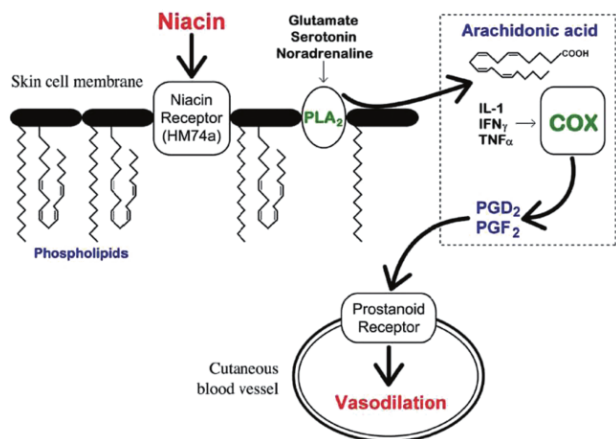 Niacin
Glutamate
Serotonin
Noradrenaline
Arachidonic acid
COOH
Skin cell membrane
Niacin
Receptor
(HM74a)
PLA₂
IL-1
IFNγ
TNFα
COX
Phospholipids
PGD₂
PGF₂
Prostanoid
Receptor
Cutaneous
blood vessel
Vasodilation